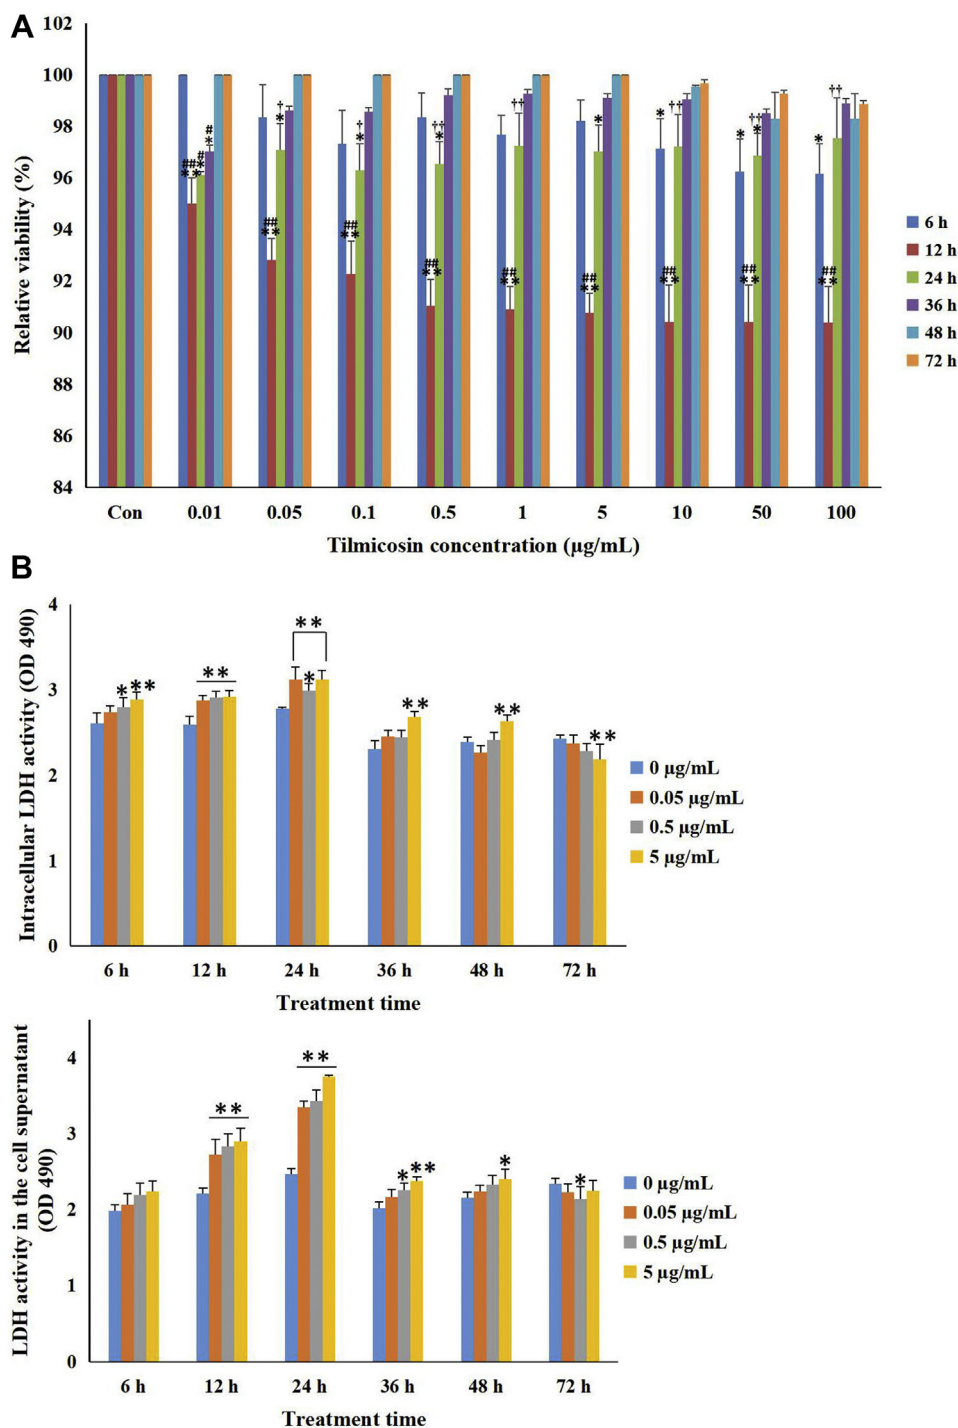 A
102
100
98
96
94
92
90
88
86
84
Relative viability (%)
##
**
#
*
#
*
##
**
†
*
##
**
†
*
##
**
††
*
##
**
††
##
**
*
*
##
**
††
*
##
**
††
*
*
##
**
††
Con 0.01 0.05 0.1 0.5 1 5 10 50 100
Tilmicosin concentration (µg/mL)
6 h
12 h
24 h
36 h
48 h
72 h
B
4
3
2
1
0
Intracellular LDH activity (OD 490)
* ** ** ** * ** ** **
6 h 12 h 24 h 36 h 48 h 72 h
Treatment time
0 µg/mL
0.05 µg/mL
0.5 µg/mL
5 µg/mL
4
3
2
1
0
LDH activity in the cell supernatant
(OD 490)
** ** * ** * *
6 h 12 h 24 h 36 h 48 h 72 h
Treatment time
0 µg/mL
0.05 µg/mL
0.5 µg/mL
5 µg/mL